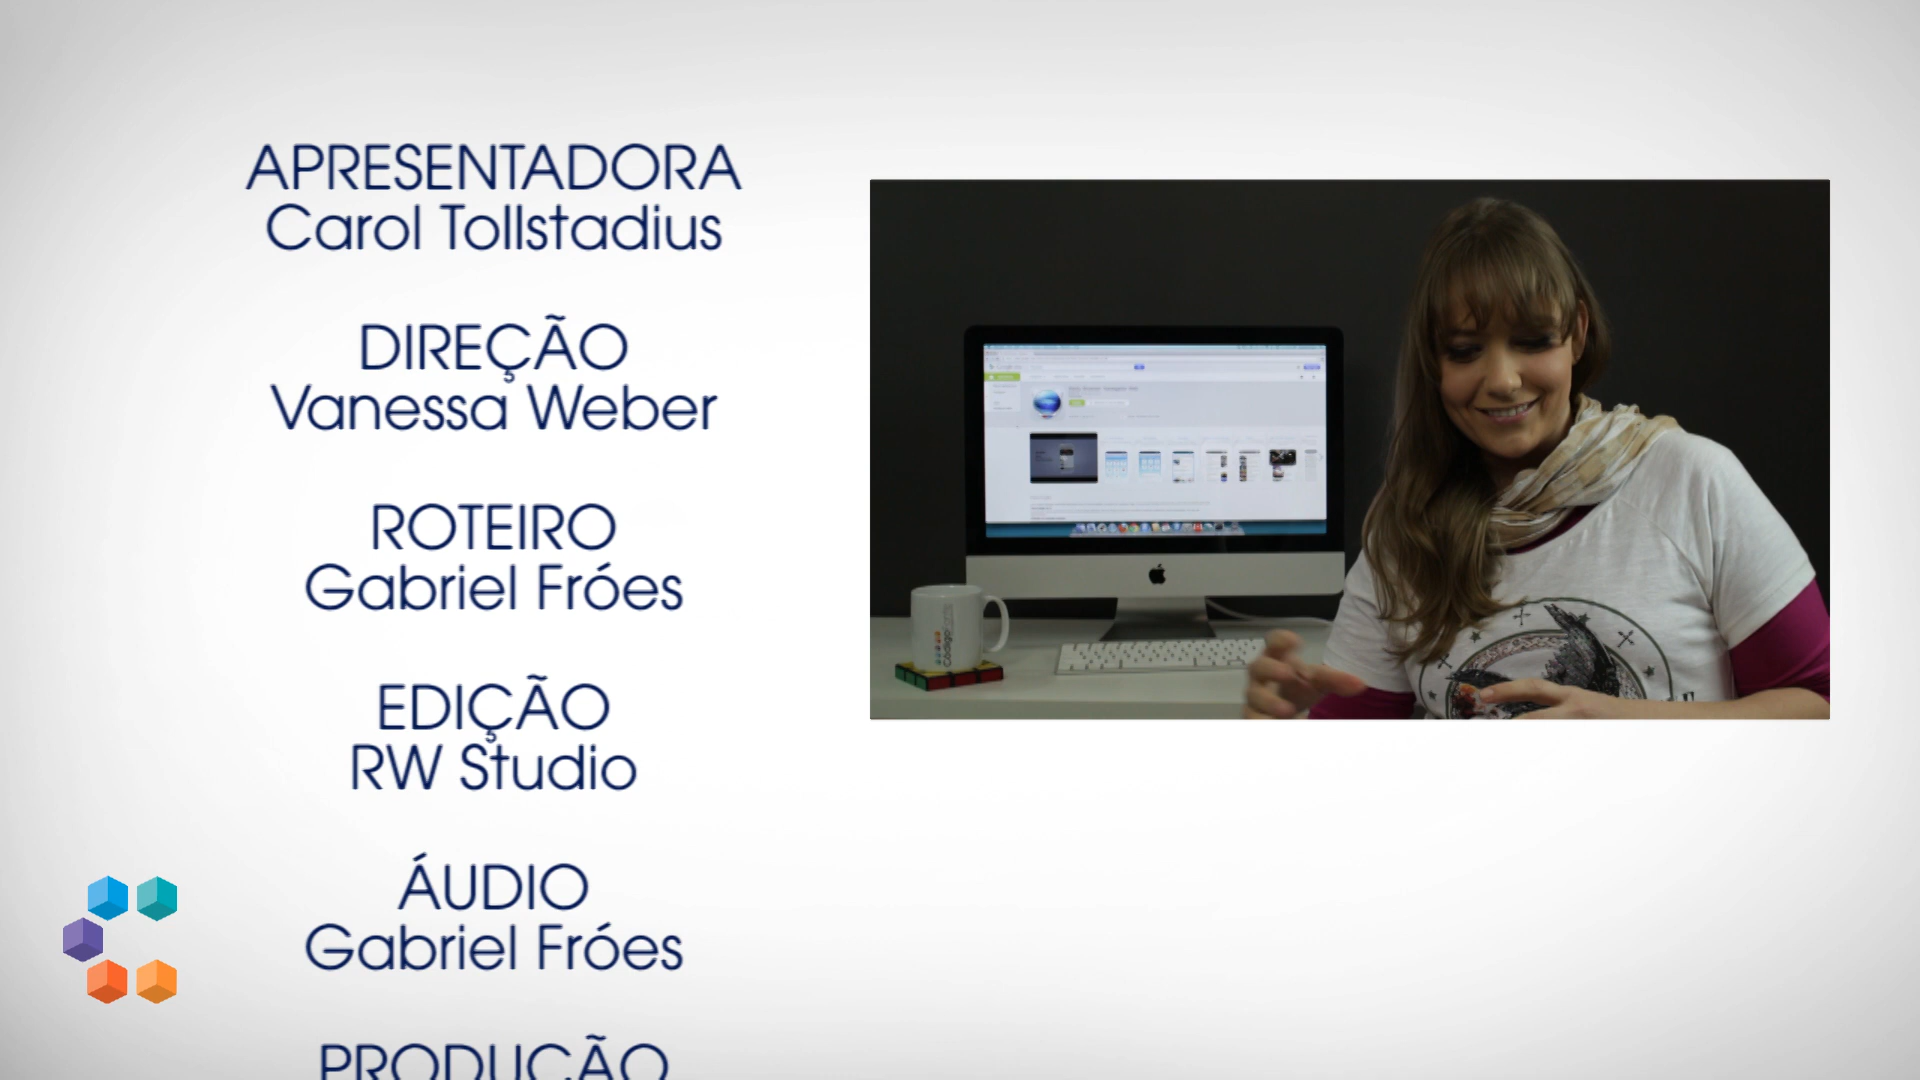 APRESENTADORA
Carol Tollstadius
DIREÇÃO
Vanessa Weber
ROTEIRO
Gabriel Fróes
EDIÇÃO
RW Studio
ÁUDIO
Gabriel Fróes
PRODUÇÃO